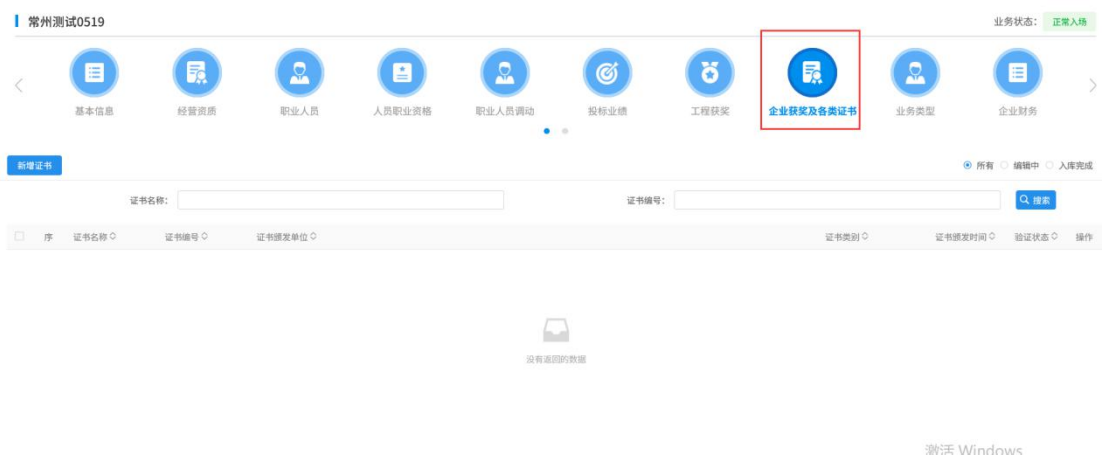 常州测试0519 业务状态： 正常入场
基本信息 经营资质 职业人员 人员职业资格 职业人员调动 投标业绩 工程获奖 企业获奖及各类证书 业务类型 企业财务
新增证书 所有 编辑中 入库完成
证书名称： 证书编号： 搜索
序 证书名称 证书编号 证书颁发单位 证书类别 证书颁发时间 验证状态 操作
没有返回的数据
激活 Windows